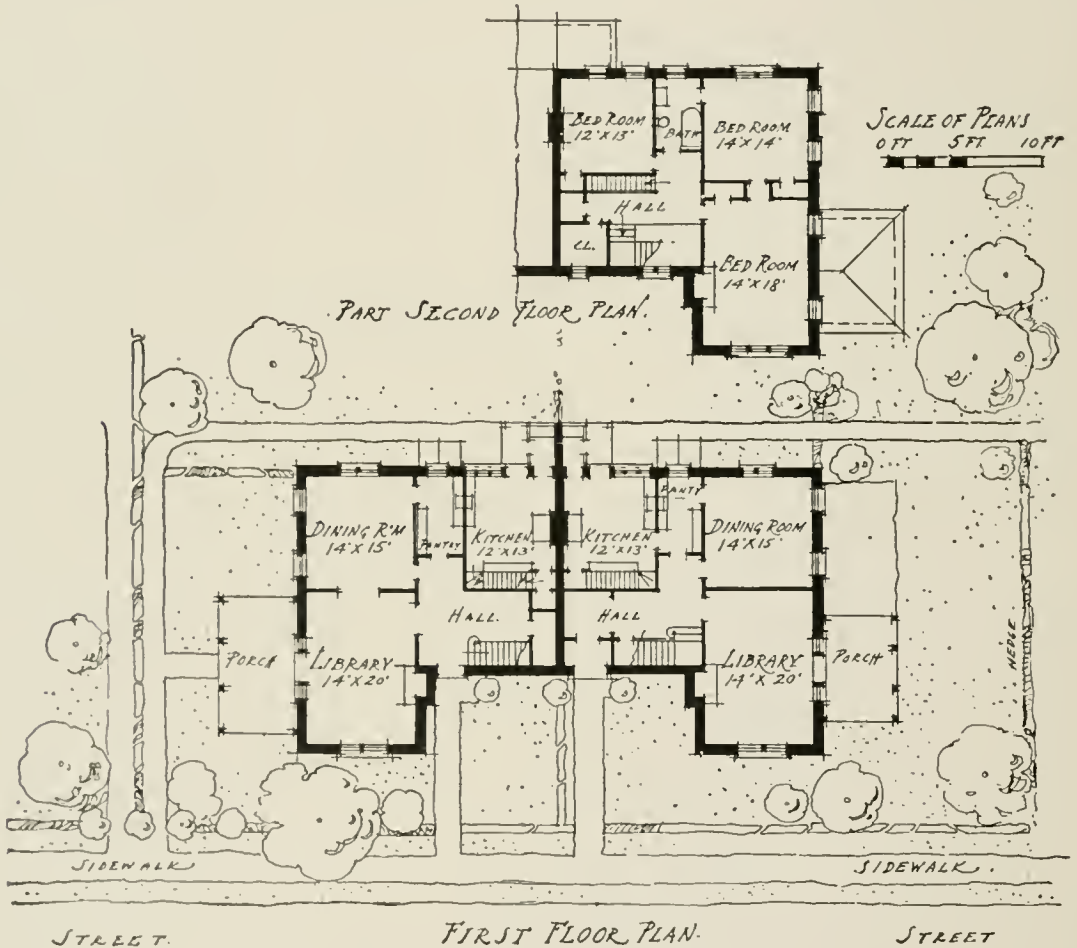 BED ROOM
12'X13'
BATH
BED ROOM
14'X14'
SCALE OF PLANS
0 FT 5 FT 10 FT
HALL
CL.
BED ROOM
14'X18'
PART SECOND FLOOR PLAN.
DINING R'M
14'X15'
PANTRY
KITCHEN
12'X13'
KITCHEN
12'X13'
PANT'Y
DINING ROOM
14'X15'
HALL.
HALL
PORCH
LIBRARY
14'X20'
LIBRARY
14'X20'
PORCH
HEDGE
SIDEWALK
SIDEWALK.
STREET.
FIRST FLOOR PLAN.
STREET